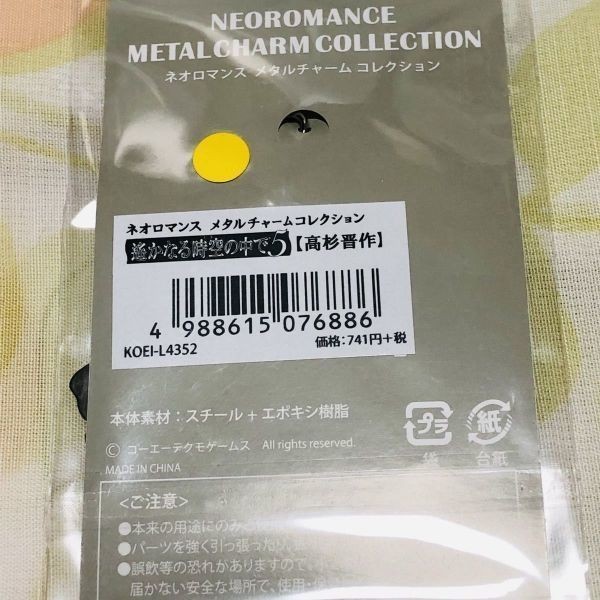 NEOROMANCE
METAL CHARM COLLECTION
ネオロマンス メタルチャーム コレクション
ネオロマンス メタルチャームコレクション
遙かなる時空の中で5【高杉晋作】
4 988615 076886
KOEI-L4352 価格:741円+税
本体素材:スチール+エポキシ樹脂
プラ 紙
袋 台紙
© コーエーテクモゲームス All rights reserved.
MADE IN CHINA
<ご注意>
●本来の用途にのみご使
●パーツを強く引っ張ったり、
●誤飲等の恐れがありますので、小
届かない安全な場所で、使用・保